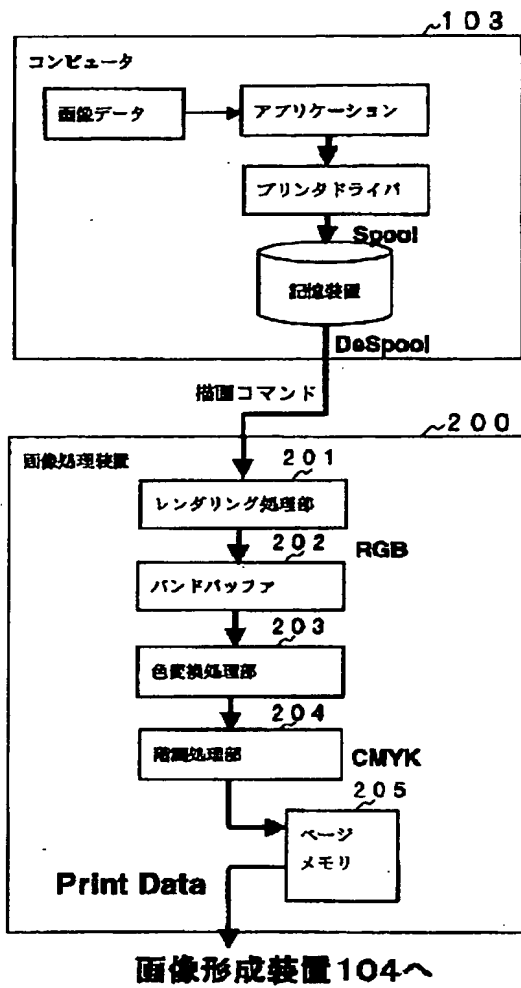 103
コンピュータ
画像データ
アプリケーション
プリンタドライバ
Spool
記憶装置
DeSpool
描画コマンド
200
画像処理装置
201
レンダリング処理部
202
RGB
バンドバッファ
203
色変換処理部
204
階調処理部
CMYK
205
ページ
メモリ
Print Data
画像形成装置104へ